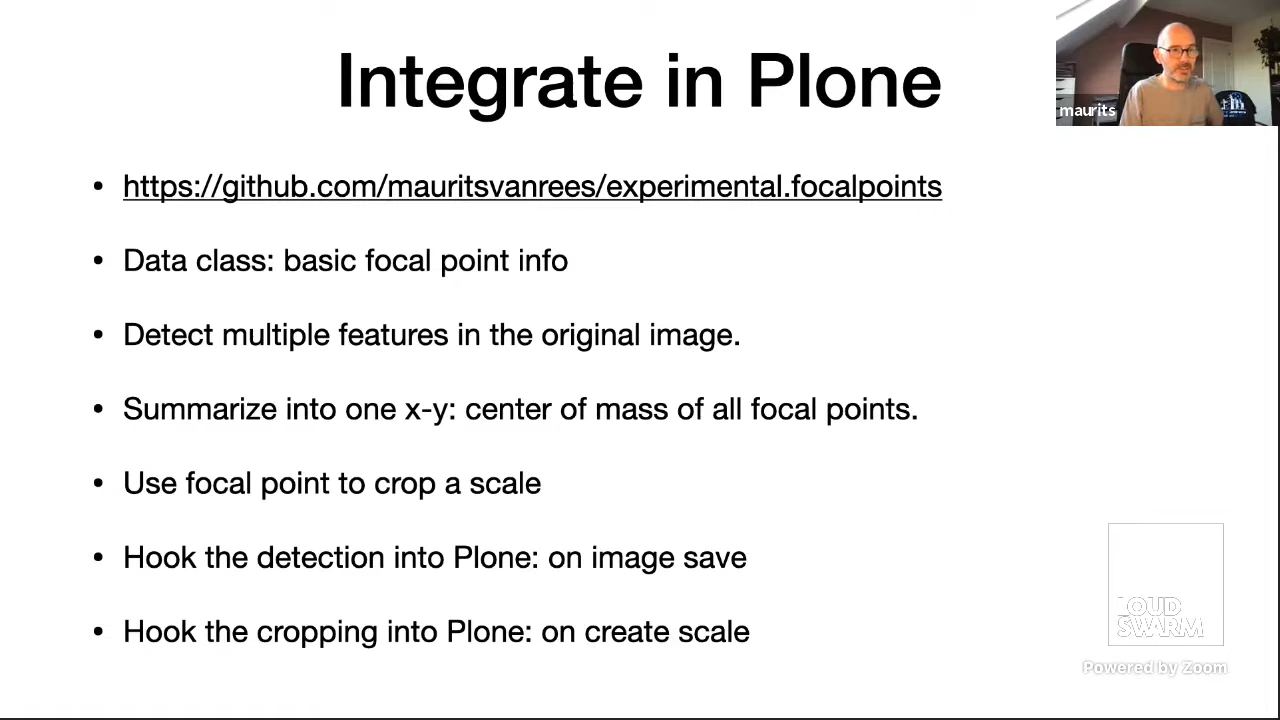 Integrate in Plone
maurits
• https://github.com/mauritsvanrees/experimental.focalpoints
• Data class: basic focal point info
• Detect multiple features in the original image.
• Summarize into one x-y: center of mass of all focal points.
• Use focal point to crop a scale
• Hook the detection into Plone: on image save
• Hook the cropping into Plone: on create scale
LOUD
SWARM
Powered by Zoom